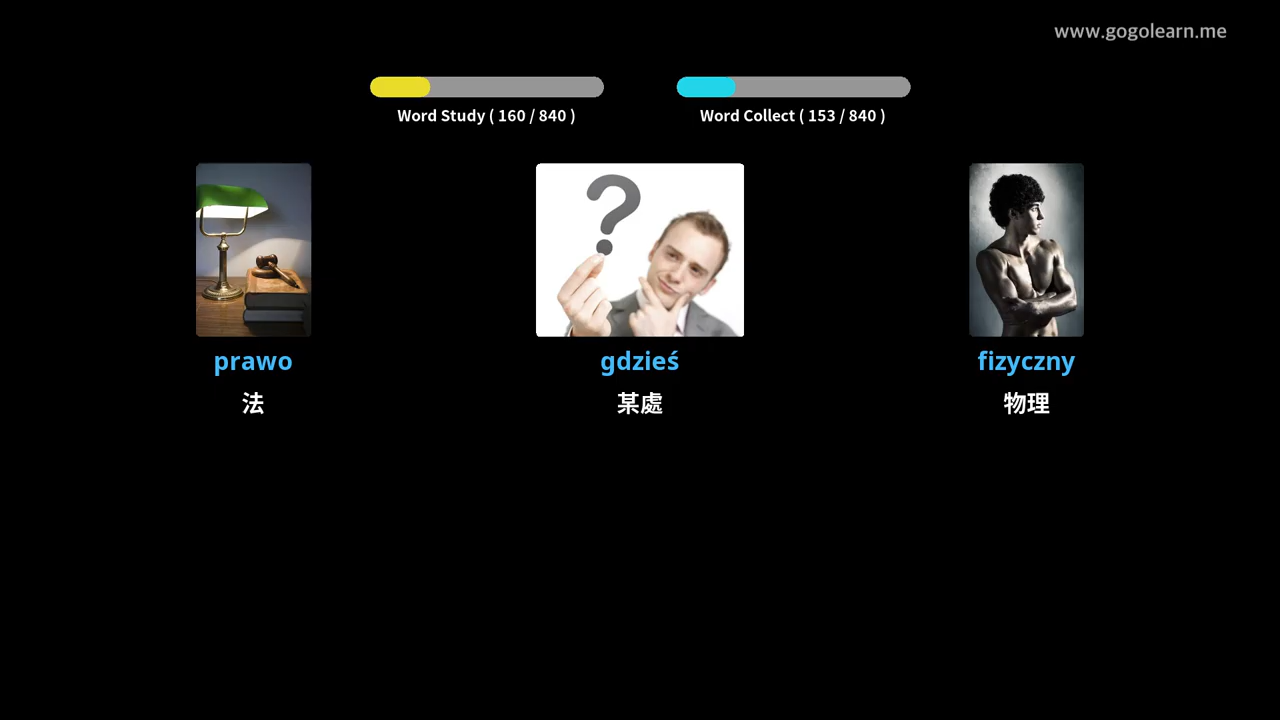 www.gogolearn.me
Word Study ( 160 / 840 )
Word Collect ( 153 / 840 )
prawo
法
gdzieś
某處
fizyczny
物理